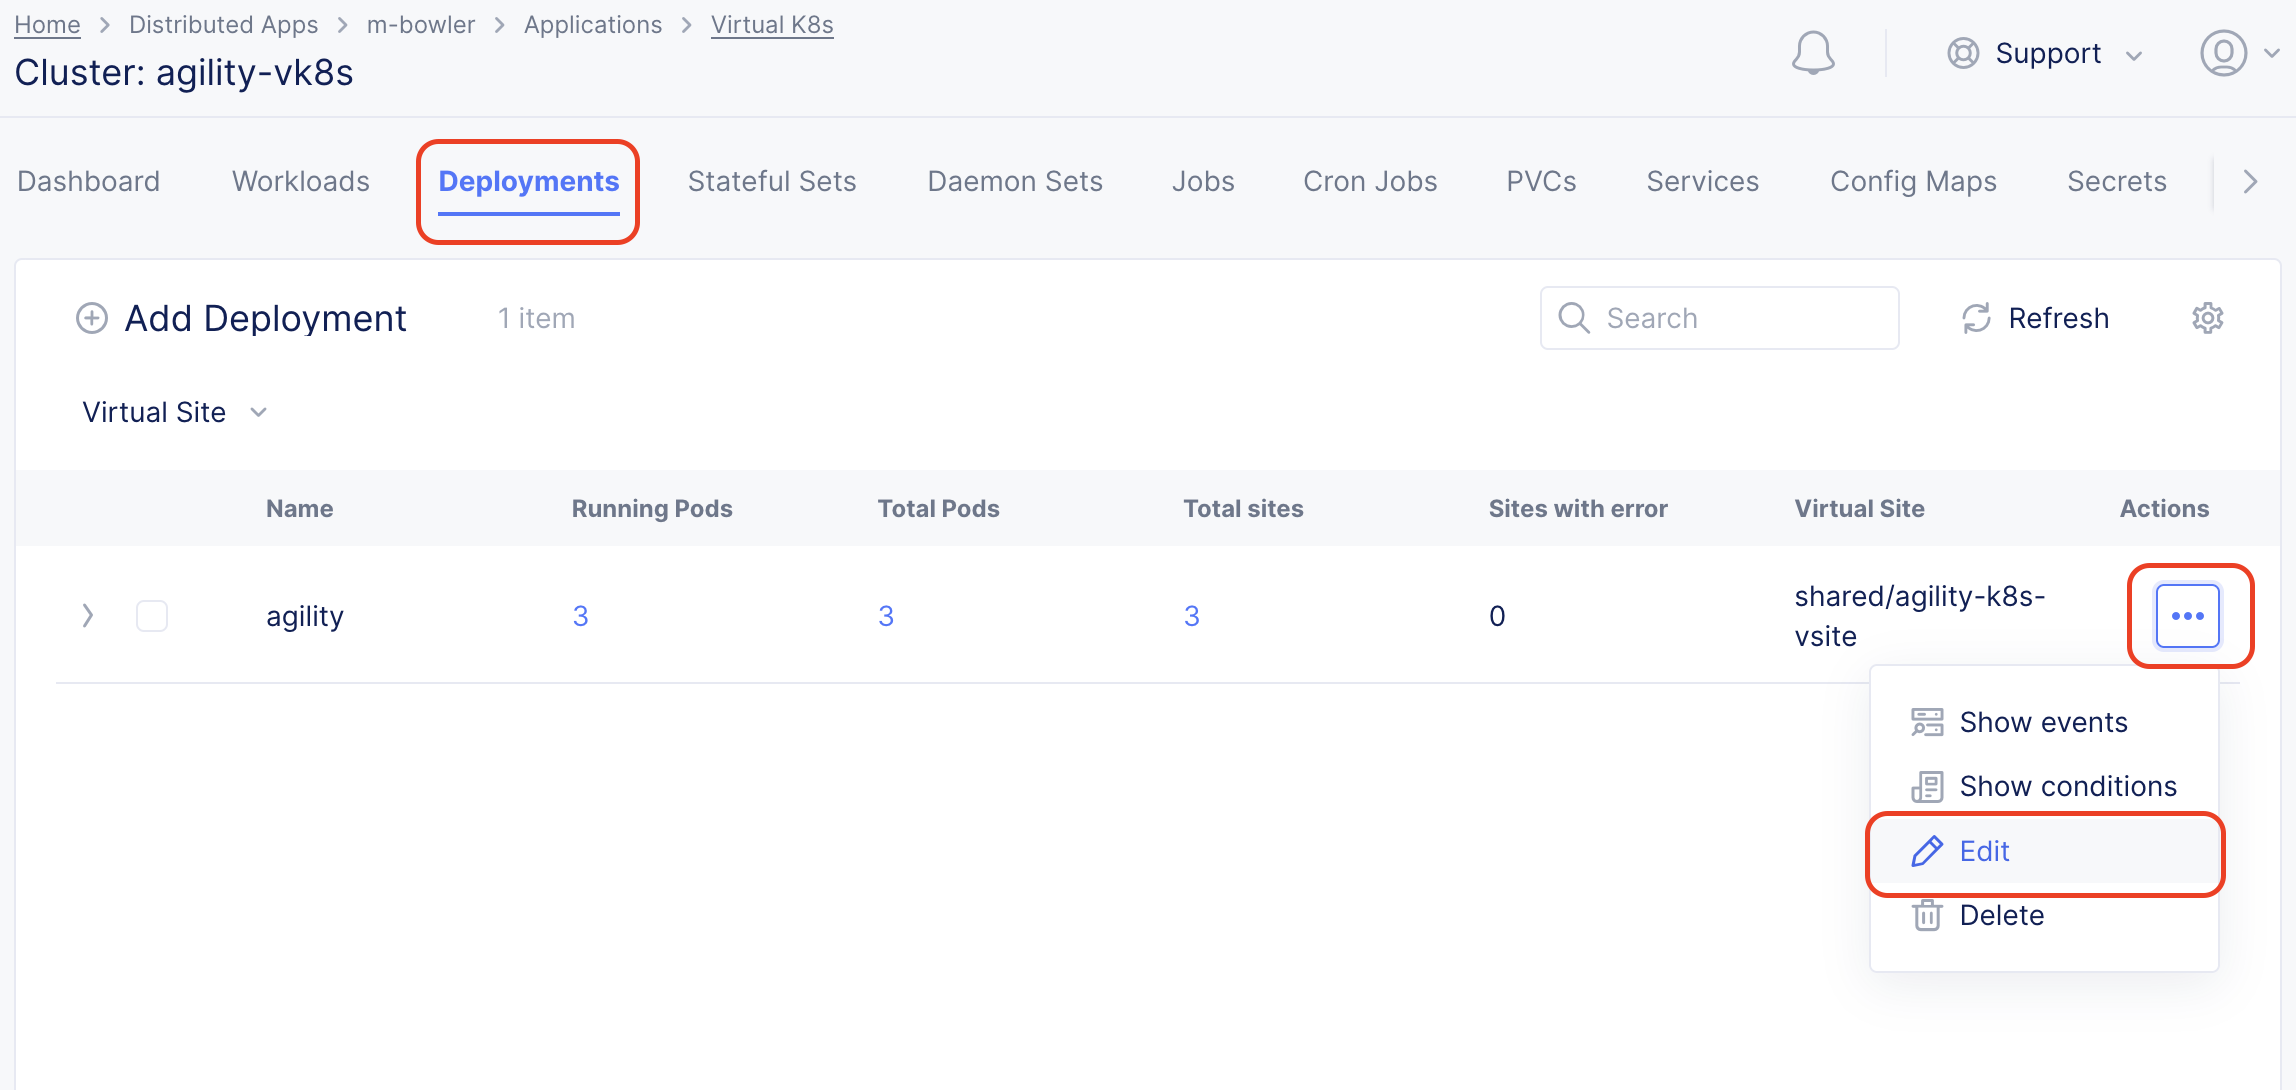 Home > Distributed Apps > m-bowler > Applications > Virtual K8s
Cluster: agility-vk8s
Support
Dashboard Workloads Deployments Stateful Sets Daemon Sets Jobs Cron Jobs PVCs Services Config Maps Secrets
Add Deployment 1 item Search Refresh
Virtual Site
Name Running Pods Total Pods Total sites Sites with error Virtual Site Actions
agility 3 3 3 0 shared/agility-k8s-
vsite
Show events
Show conditions
Edit
Delete